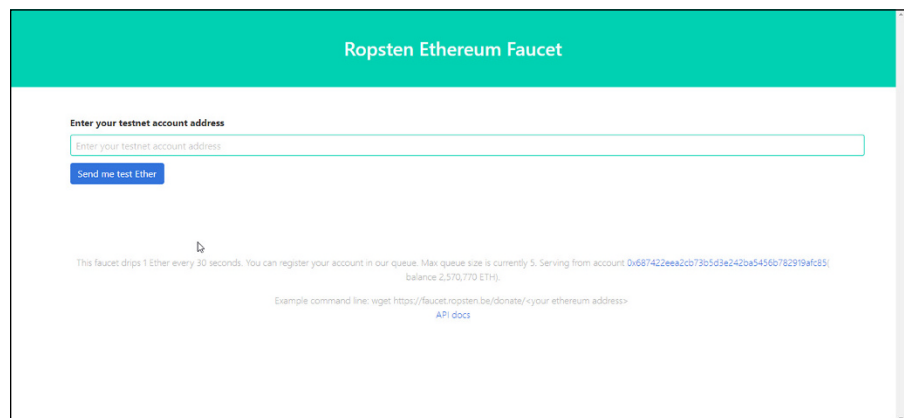 Ropsten Ethereum Faucet
Enter your testnet account address
Enter your testnet account address
Send me test Ether
This faucet drips 1 Ether every 30 seconds. You can register your account in our queue. Max queue size is currently 5. Serving from account 0x687422eea2cb73b5d3e242ba5456b782919afc85(
balance 2,570,770 ETH).
Example command line: wget https://faucet.ropsten.be/donate/<your ethereum address>
API docs